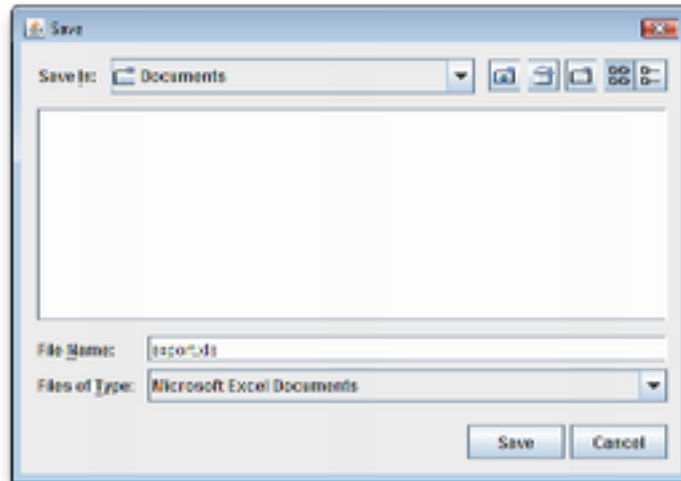 Save
Save In: Documents
File Name: export.xls
Files of Type: Microsoft Excel Documents
Save Cancel